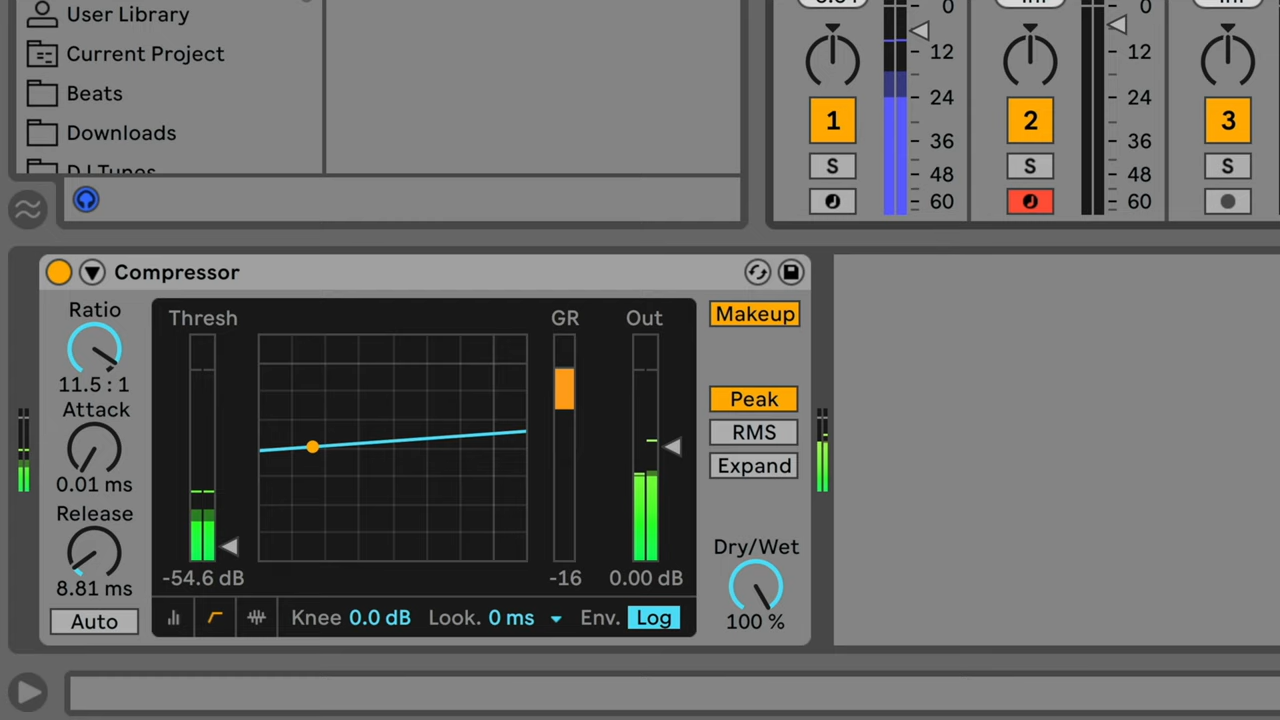 User Library
Current Project
Beats
Downloads
0
12
24
36
48
60
1
S
0
12
24
36
48
60
2
S
3
S
Compressor
Ratio
11.5 : 1
Attack
0.01 ms
Release
8.81 ms
Auto
Thresh
-54.6 dB
GR
-16
Out
0.00 dB
Knee 0.0 dB Look. 0 ms Env. Log
Makeup
Peak
RMS
Expand
Dry/Wet
100 %